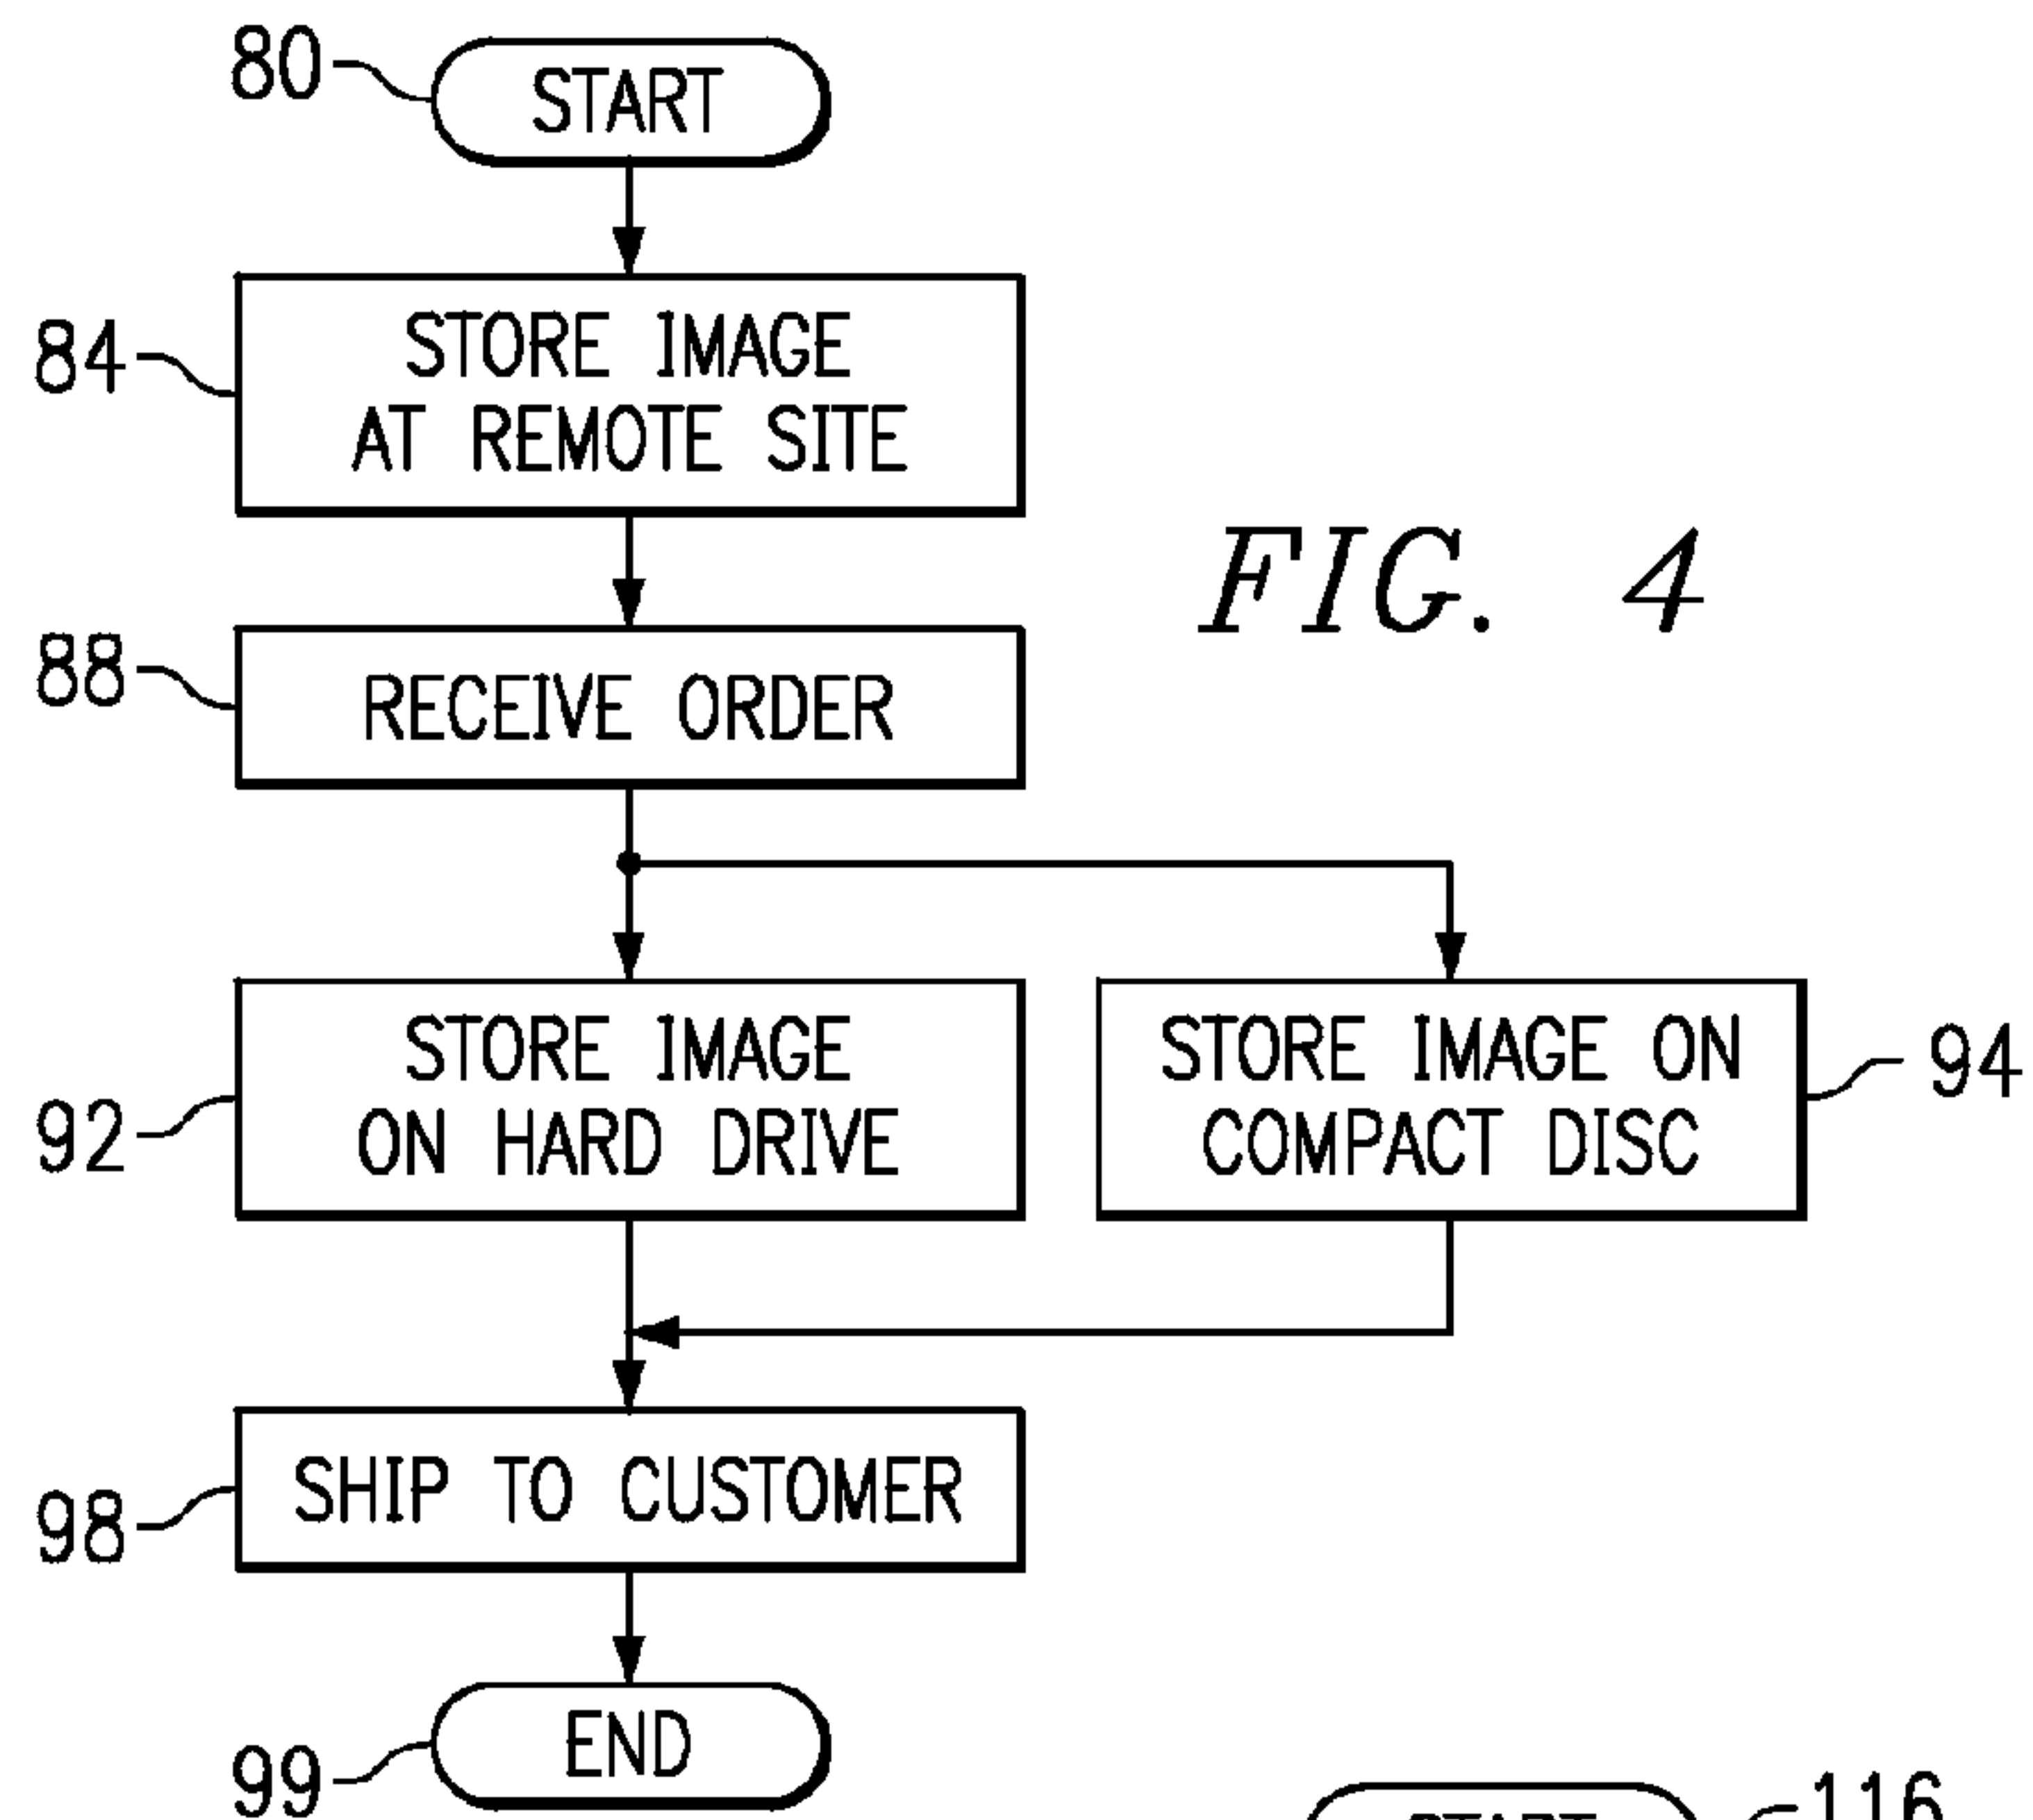 80
START
84
STORE IMAGE
AT REMOTE SITE
FIG. 4
88
RECEIVE ORDER
92
STORE IMAGE
ON HARD DRIVE
STORE IMAGE ON
COMPACT DISC
94
98
SHIP TO CUSTOMER
99
END
116